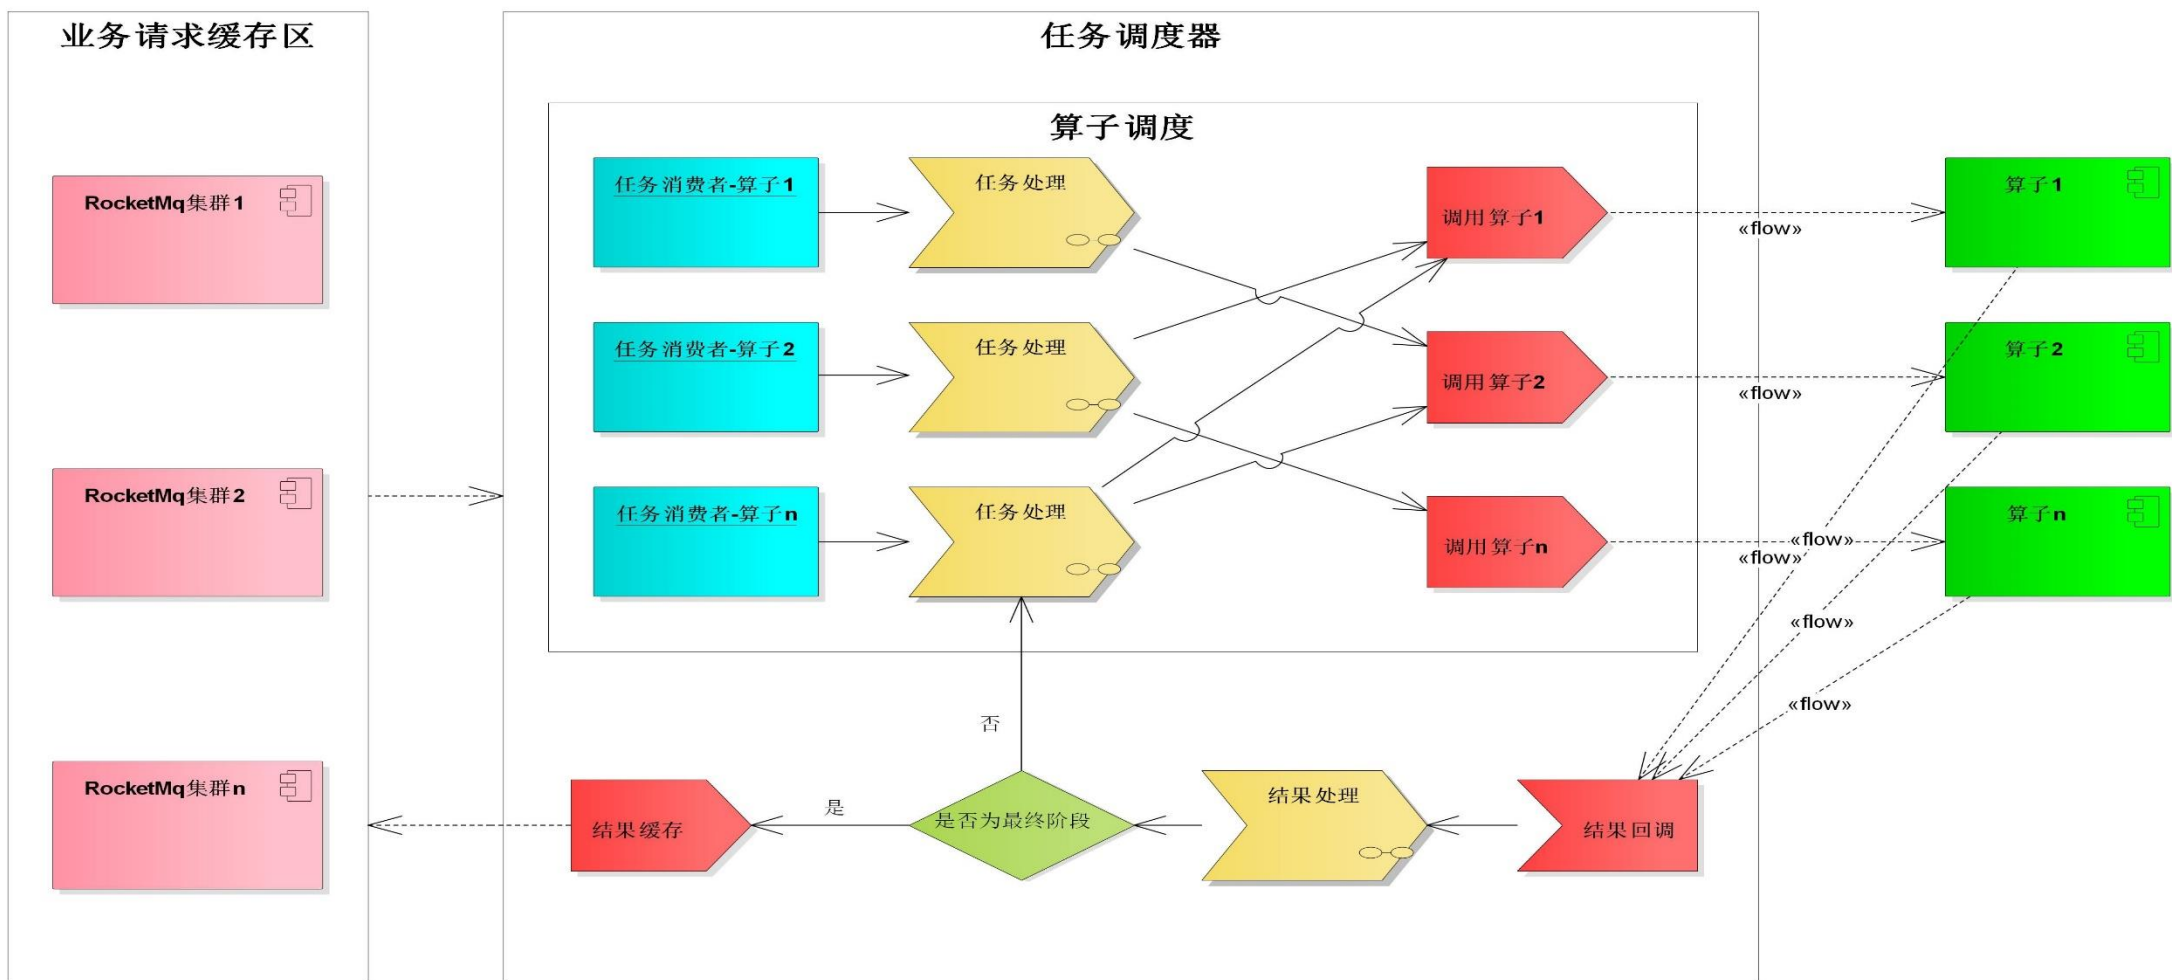 业务请求缓存区
RocketMq集群1
RocketMq集群2
RocketMq集群n
任务调度器
算子调度
任务消费者-算子1
任务处理
调用算子1
«flow»
算子1
任务消费者-算子2
任务处理
调用算子2
«flow»
算子2
任务消费者-算子n
任务处理
调用算子n
«flow»
«flow»
算子n
«flow»
«flow»
否
是
结果缓存
是否为最终阶段
结果处理
结果回调